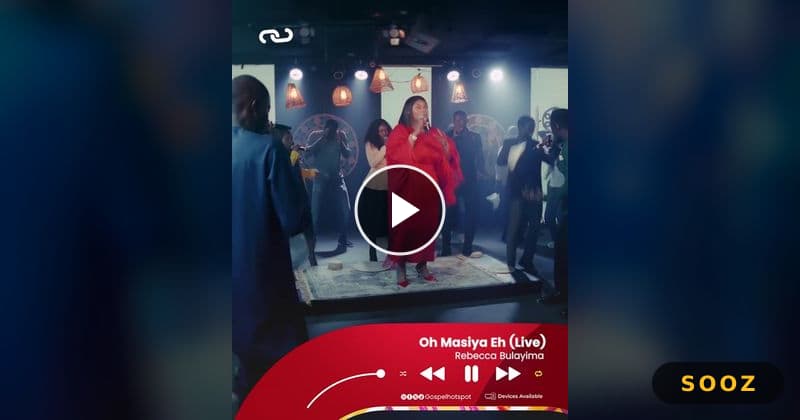 Oh Masiya Eh (Live)
Rebecca Bulayima
Gospelhotspot
Devices Available
SOOZ